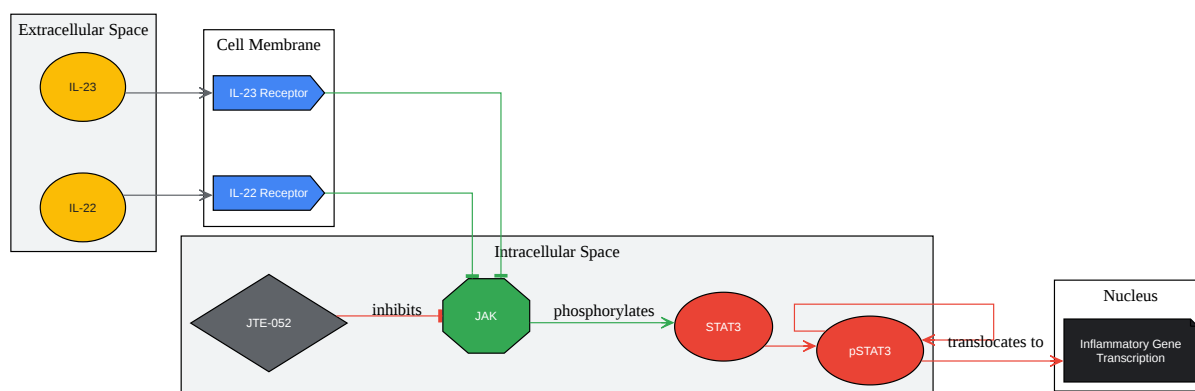 Extracellular Space
IL-23
IL-22
Cell Membrane
IL-23 Receptor
IL-22 Receptor
Intracellular Space
JTE-052
inhibits
JAK
phosphorylates
STAT3
pSTAT3
translocates to
Nucleus
Inflammatory Gene
Transcription